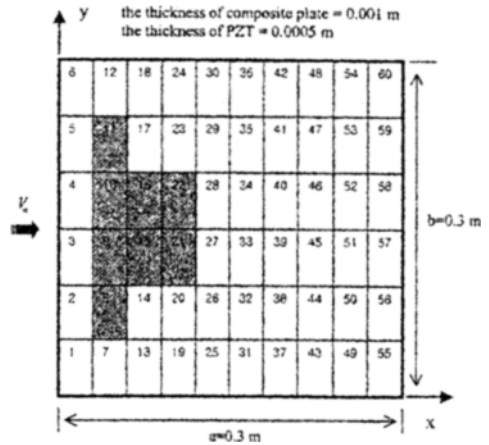 y
the thickness of composite plate = 0.001 m
the thickness of PZT = 0.0005 m
6 12 18 24 30 36 42 48 54 60
5 17 23 29 35 41 47 53 59
4 28 34 40 46 52 58
3 27 33 39 45 51 57
2 14 20 26 32 38 44 50 56
1 7 13 19 25 31 37 43 49 55
b=0.3 m
x
a=0.3 m